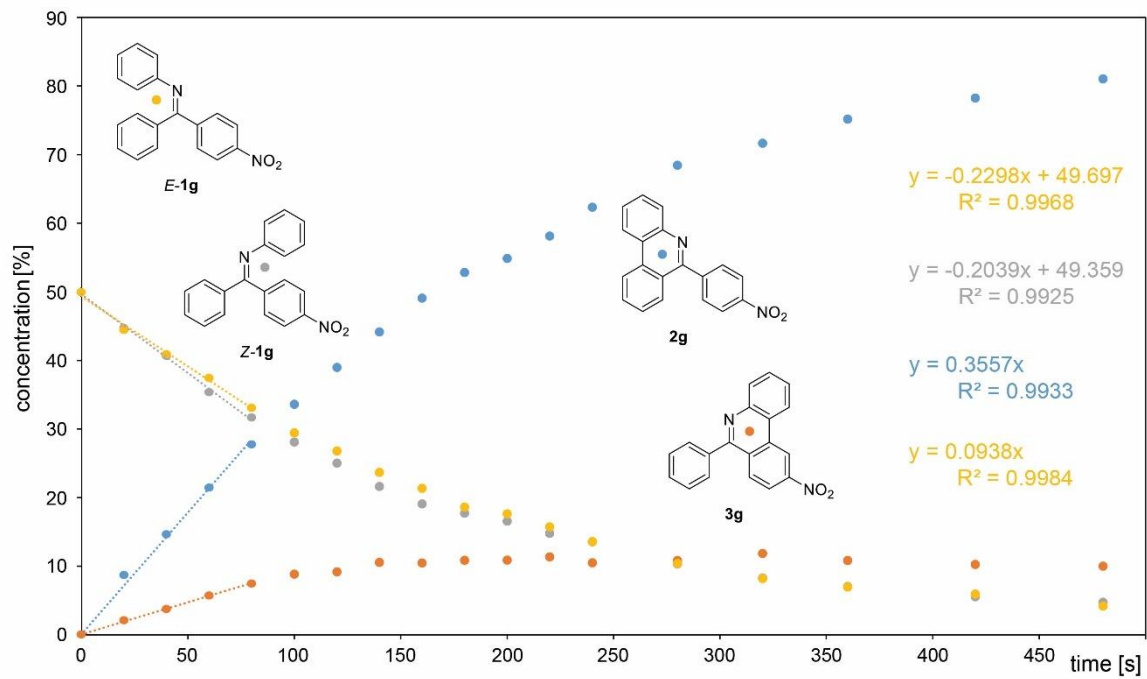 90
80
70
60
50
40
30
20
10
0
concentration [%]
0
50
100
150
200
250
300
350
400
450
time [s]
N
NO₂
E-1g
N
NO₂
Z-1g
N
NO₂
2g
N
NO₂
3g
y = -0.2298x + 49.697
R² = 0.9968
y = -0.2039x + 49.359
R² = 0.9925
y = 0.3557x
R² = 0.9933
y = 0.0938x
R² = 0.9984